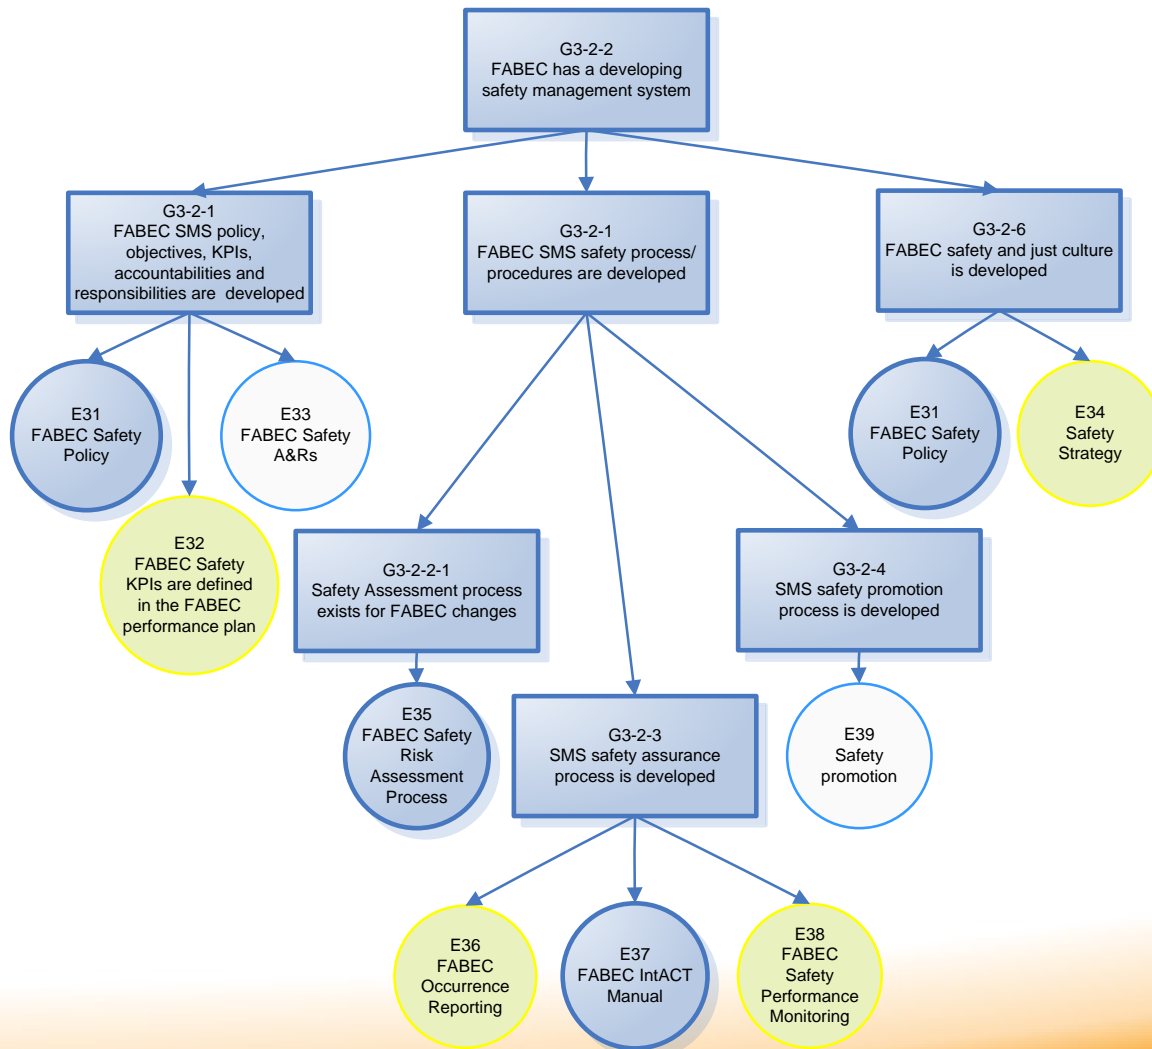 G3-2-2
FABEC has a developing
safety management system
G3-2-1
FABEC SMS policy,
objectives, KPIs,
accountabilities and
responsibilities are developed
G3-2-1
FABEC SMS safety process/
procedures are developed
G3-2-6
FABEC safety and just culture
is developed
E31
FABEC Safety
Policy
E33
FABEC Safety
A&Rs
E31
FABEC Safety
Policy
E34
Safety
Strategy
E32
FABEC Safety
KPIs are defined
in the FABEC
performance plan
G3-2-2-1
Safety Assessment process
exists for FABEC changes
G3-2-4
SMS safety promotion
process is developed
E35
FABEC Safety
Risk
Assessment
Process
G3-2-3
SMS safety assurance
process is developed
E39
Safety
promotion
E36
FABEC
Occurrence
Reporting
E37
FABEC IntACT
Manual
E38
FABEC
Safety
Performance
Monitoring